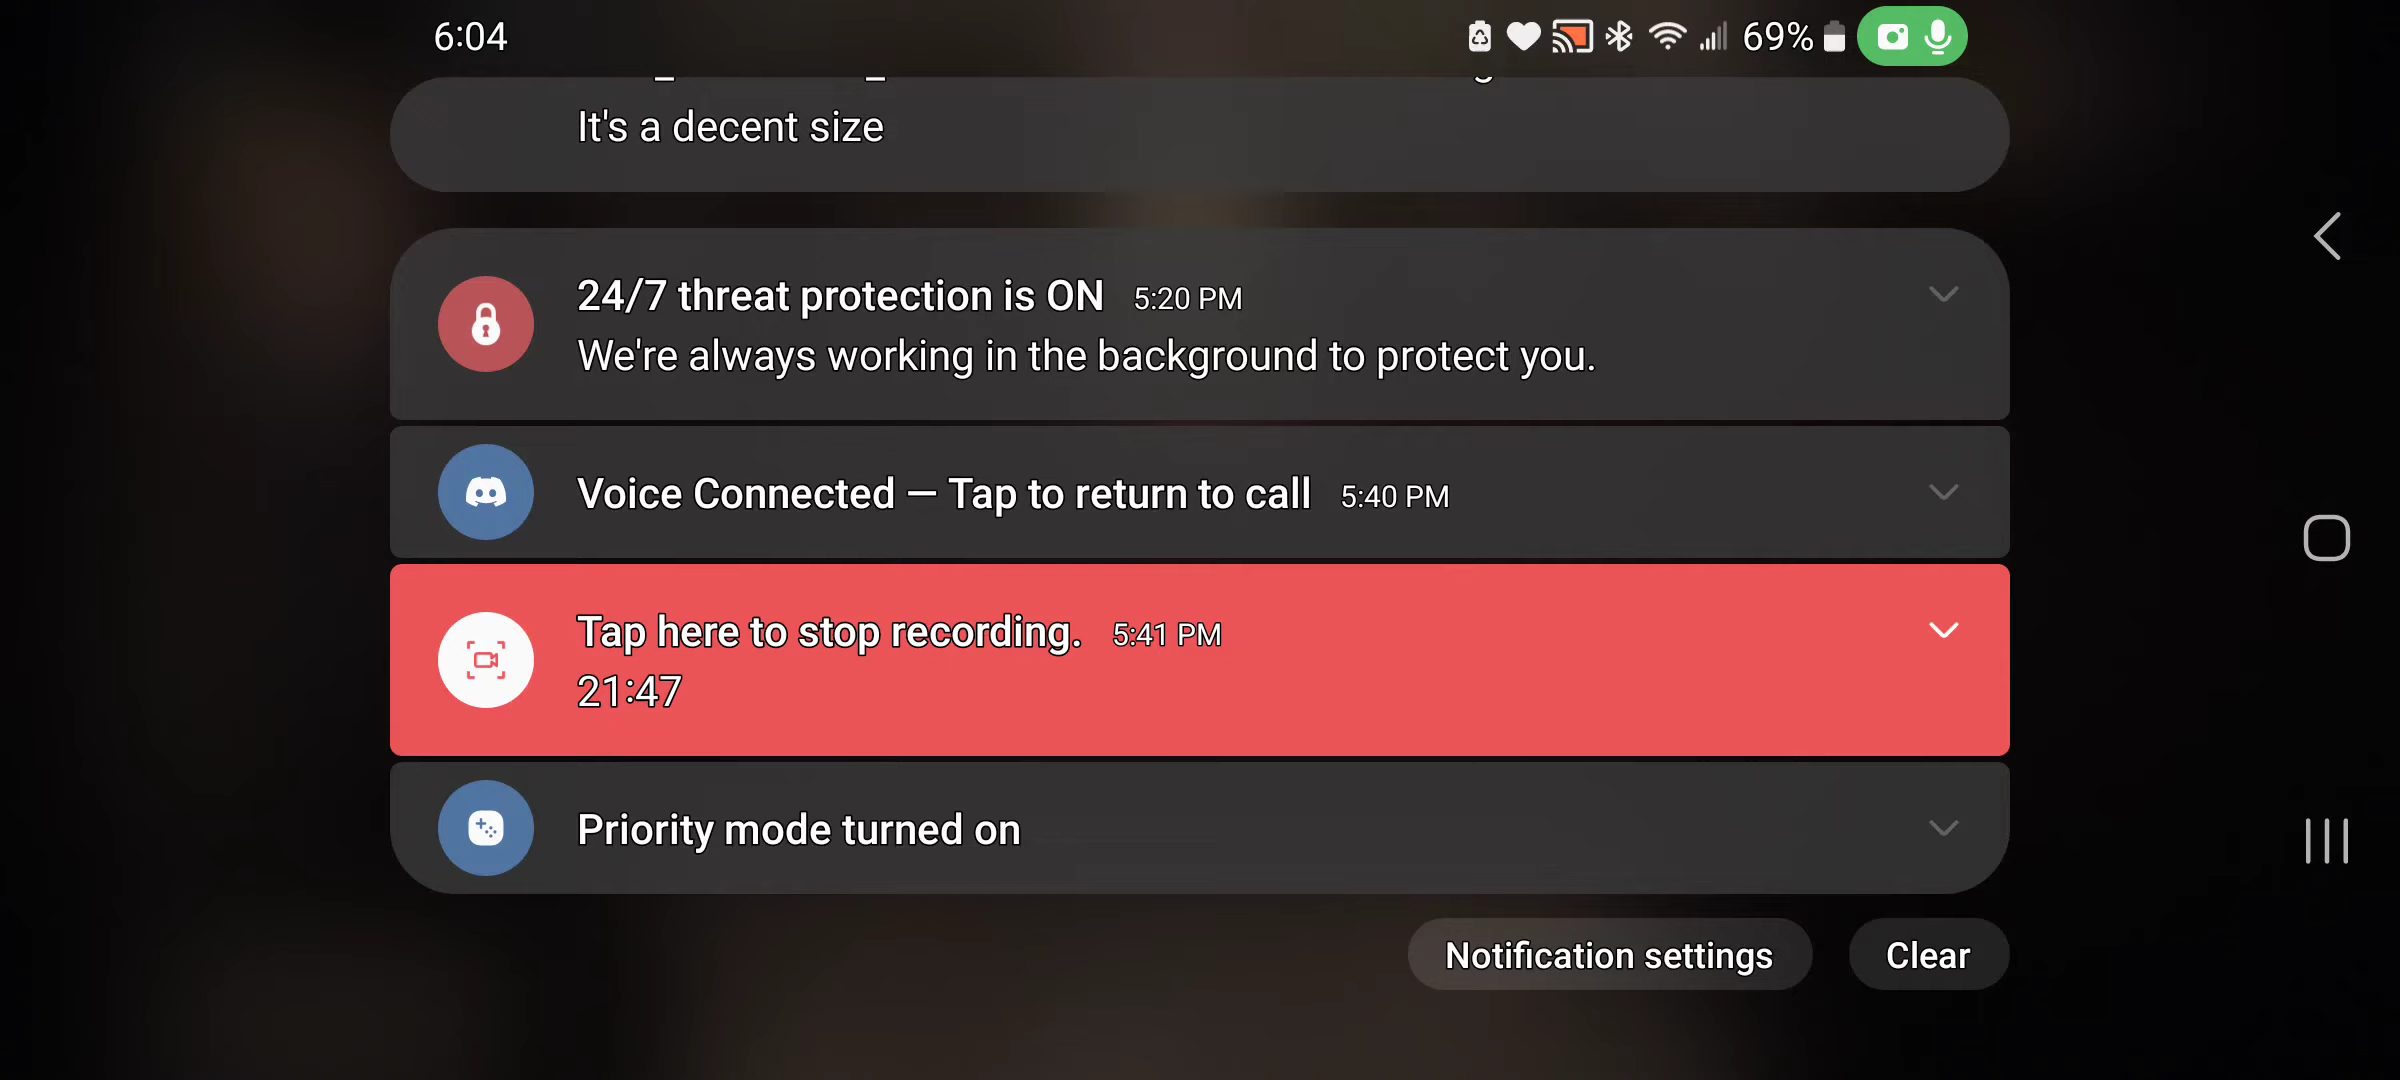 6:04
69%
It's a decent size
24/7 threat protection is ON 5:20 PM
We're always working in the background to protect you.
Voice Connected — Tap to return to call 5:40 PM
Tap here to stop recording. 5:41 PM
21:47
Priority mode turned on
Notification settings
Clear